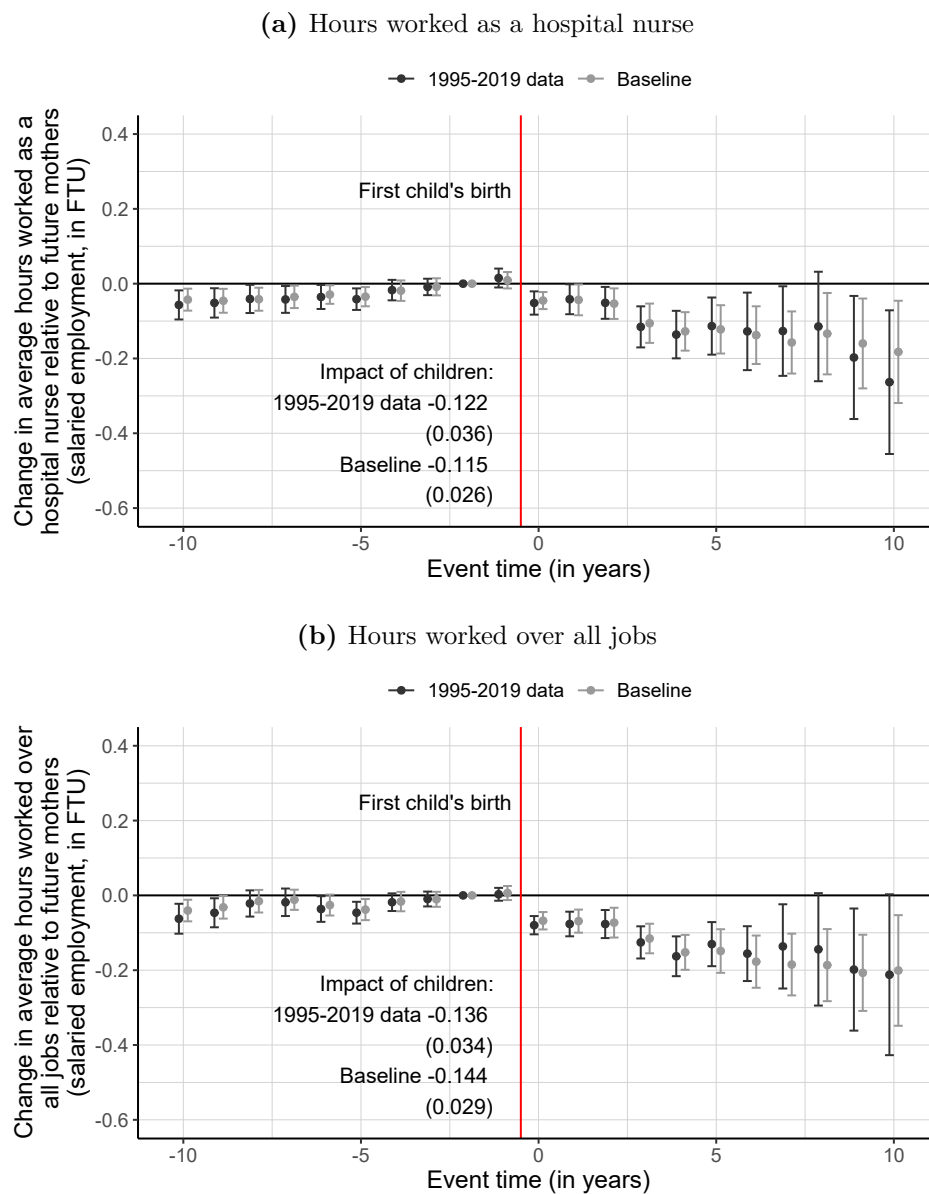 (a) Hours worked as a hospital nurse
1995-2019 data Baseline
Change in average hours worked as a
hospital nurse relative to future mothers
(salaried employment, in FTU)
0.4
0.2
0.0
-0.2
-0.4
-0.6
First child's birth
Impact of children:
1995-2019 data -0.122
(0.036)
Baseline -0.115
(0.026)
-10 -5 0 5 10
Event time (in years)
(b) Hours worked over all jobs
1995-2019 data Baseline
Change in average hours worked over
all jobs relative to future mothers
(salaried employment, in FTU)
0.4
0.2
0.0
-0.2
-0.4
-0.6
First child's birth
Impact of children:
1995-2019 data -0.136
(0.034)
Baseline -0.144
(0.029)
-10 -5 0 5 10
Event time (in years)